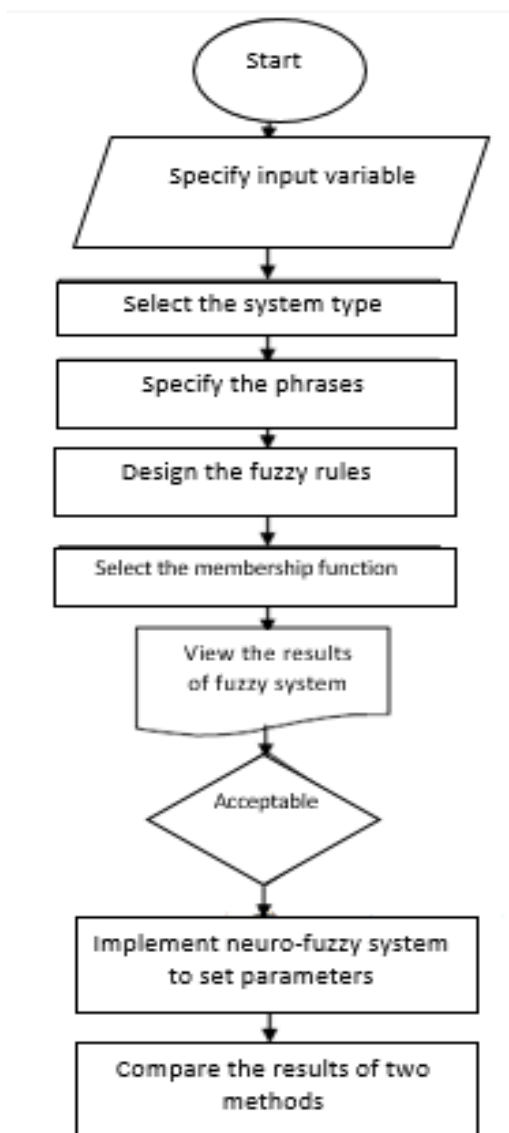 Start
Specify input variable
Select the system type
Specify the phrases
Design the fuzzy rules
Select the membership function
View the results
of fuzzy system
Acceptable
Implement neuro-fuzzy system
to set parameters
Compare the results of two
methods